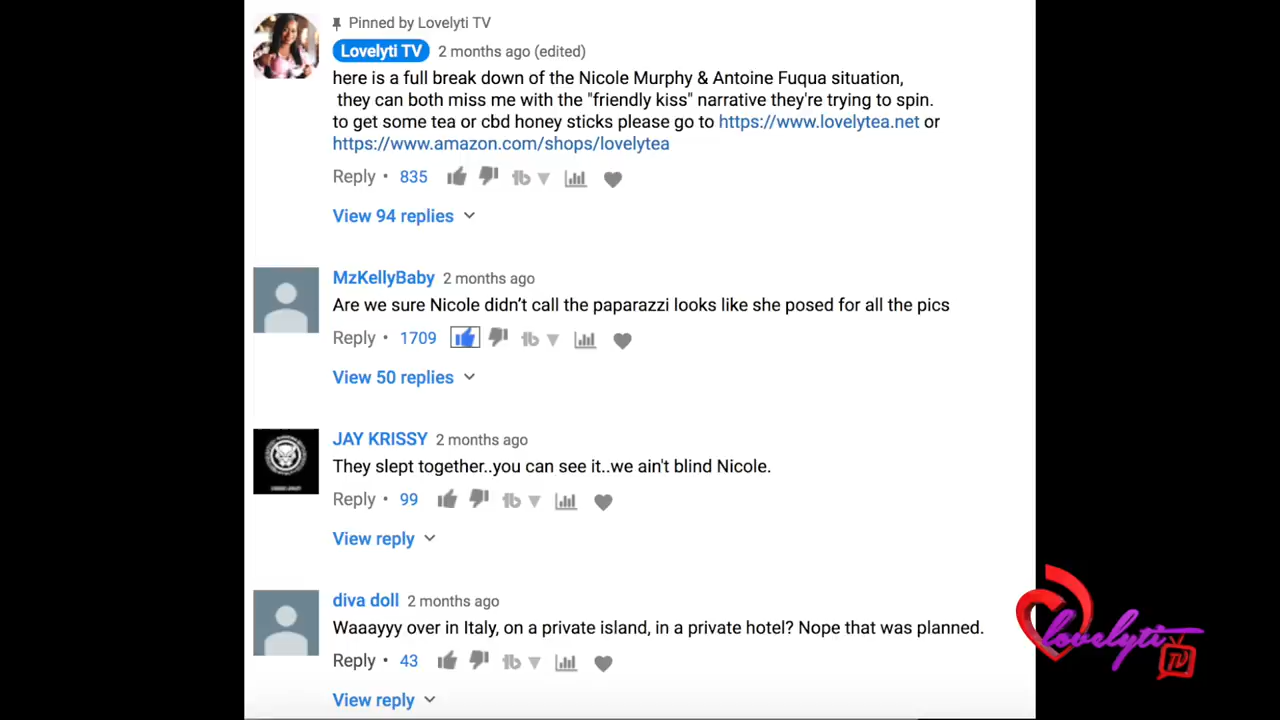 Pinned by Lovelyti TV
Lovelyti TV 2 months ago (edited)
here is a full break down of the Nicole Murphy & Antoine Fuqua situation,
they can both miss me with the "friendly kiss" narrative they're trying to spin.
to get some tea or cbd honey sticks please go to https://www.lovelytea.net or
https://www.amazon.com/shops/lovelytea
Reply • 835
View 94 replies
MzKellyBaby 2 months ago
Are we sure Nicole didn’t call the paparazzi looks like she posed for all the pics
Reply • 1709
View 50 replies
JAY KRISSY 2 months ago
They slept together..you can see it..we ain't blind Nicole.
Reply • 99
View reply
diva doll 2 months ago
Waaayyy over in Italy, on a private island, in a private hotel? Nope that was planned.
Reply • 43
View reply
lovelyti
TV